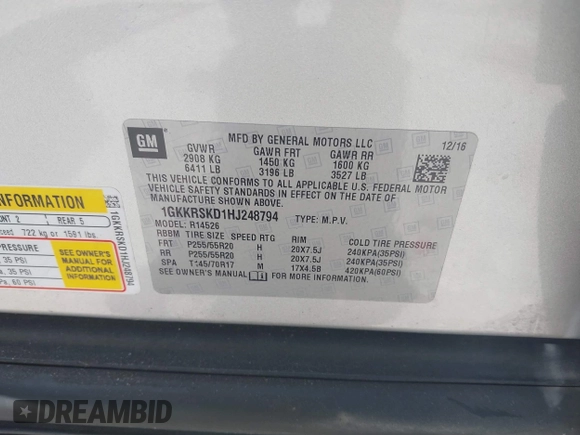 GM
MFD BY GENERAL MOTORS LLC 12/16
GVWR GAWR FRT GAWR RR
2908 KG 1450 KG 1600 KG
6411 LB 3196 LB 3527 LB
THIS VEHICLE CONFORMS TO ALL APPLICABLE U.S. FEDERAL MOTOR
VEHICLE SAFETY STANDARDS IN EFFECT ON THE DATE OF
MANUFACTURE SHOWN ABOVE.
1GKKRSKD1HJ248794 TYPE: M.P.V.
MODEL: R14526
RBBM TIRE SIZE SPEED RTG RIM COLD TIRE PRESSURE
FRT P255/55R20 H 20X7.5J 240KPA(35PSI)
RR P255/55R20 H 20X7.5J 240KPA(35PSI)
SPA T145/70R17 M 17X4.5B 420KPA(60PSI)
SEE OWNER'S MANUAL FOR MORE INFORMATION.
INFORMATION
FRONT 2 REAR 5
exceed 722 kg or 1591 lbs.
PRESSURE
35 PSI
a, 35 PSI
Pa, 60 PSI
SEE OWNER'S
MANUAL FOR
ADDITIONAL
INFORMATION
1GKKRSKD1HJ248794
DREAMBID